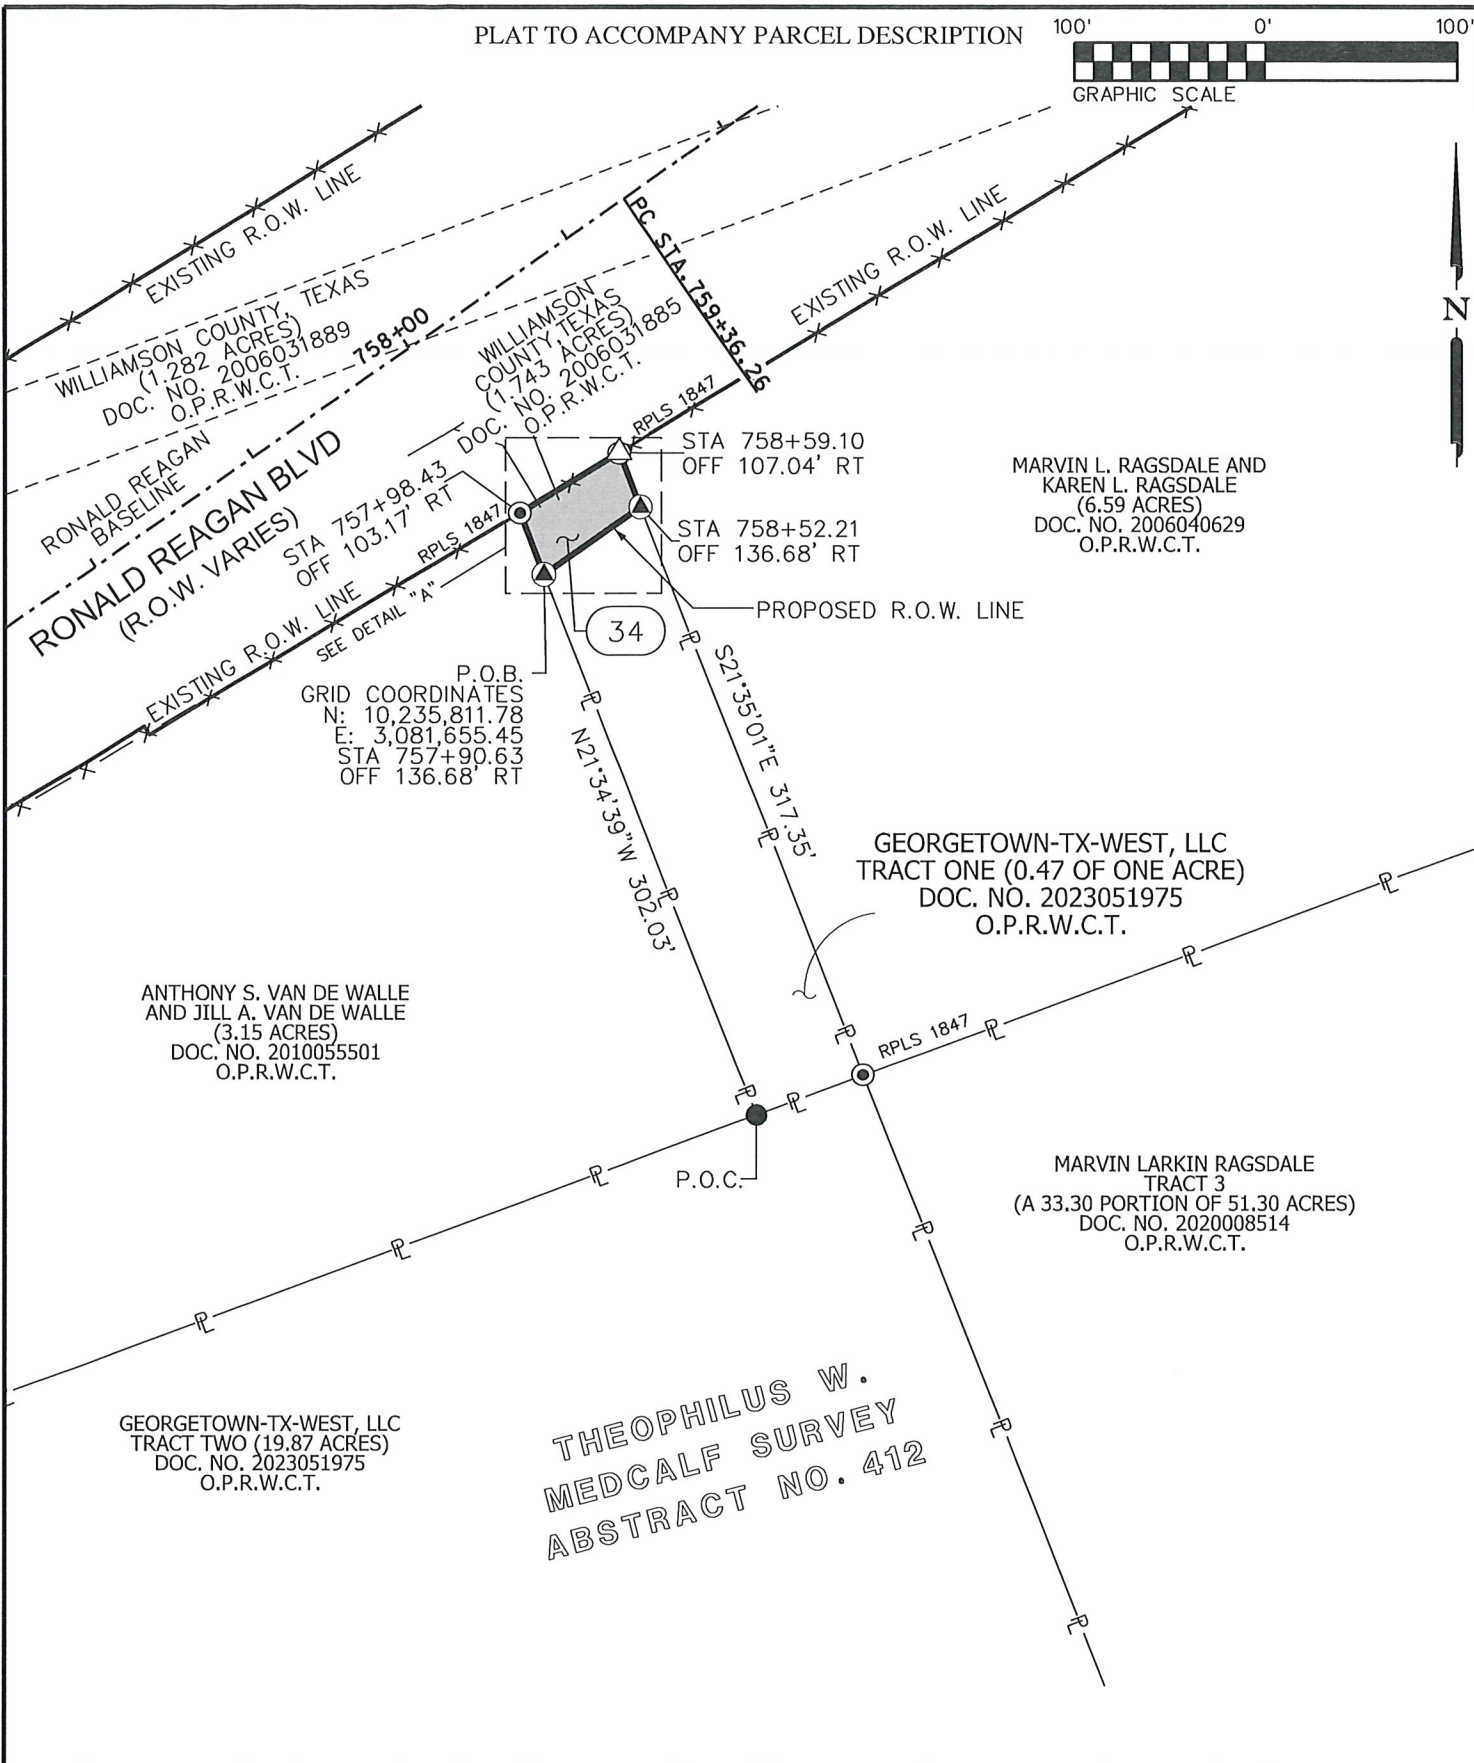 PLAT TO ACCOMPANY PARCEL DESCRIPTION
100'
0'
100'
GRAPHIC SCALE
EXISTING R.O.W. LINE
WILLIAMSON COUNTY, TEXAS
(1.282 ACRES)
DOC. NO. 2006031889
O.P.R.W.C.T.
758+00
WILLIAMSON
COUNTY, TEXAS
(1.743 ACRES)
DOC. NO. 2006031885
O.P.R.W.C.T.
PC STA. 759+36.26
EXISTING R.O.W. LINE
N
RONALD REAGAN
BASELINE
RONALD REAGAN BLVD
(R.O.W. VARIES)
STA 757+98.43
OFF 103.17' RT
RPLS 1847
RPLS 1847
STA 758+59.10
OFF 107.04' RT
STA 758+52.21
OFF 136.68' RT
MARVIN L. RAGSDALE AND
KAREN L. RAGSDALE
(6.59 ACRES)
DOC. NO. 2006040629
O.P.R.W.C.T.
PROPOSED R.O.W. LINE
34
EXISTING R.O.W. LINE
SEE DETAIL "A"
P.O.B.
GRID COORDINATES
N: 10,235,811.78
E: 3,081,655.45
STA 757+90.63
OFF 136.68' RT
N21°34'39"W 302.03'
S21°35'01"E 317.35'
GEORGETOWN-TX-WEST, LLC
TRACT ONE (0.47 OF ONE ACRE)
DOC. NO. 2023051975
O.P.R.W.C.T.
ANTHONY S. VAN DE WALLE
AND JILL A. VAN DE WALLE
(3.15 ACRES)
DOC. NO. 2010055501
O.P.R.W.C.T.
RPLS 1847
P.O.C.
MARVIN LARKIN RAGSDALE
TRACT 3
(A 33.30 PORTION OF 51.30 ACRES)
DOC. NO. 2020008514
O.P.R.W.C.T.
GEORGETOWN-TX-WEST, LLC
TRACT TWO (19.87 ACRES)
DOC. NO. 2023051975
O.P.R.W.C.T.
THEOPHILUS W.
MEDCALF SURVEY
ABSTRACT NO. 412